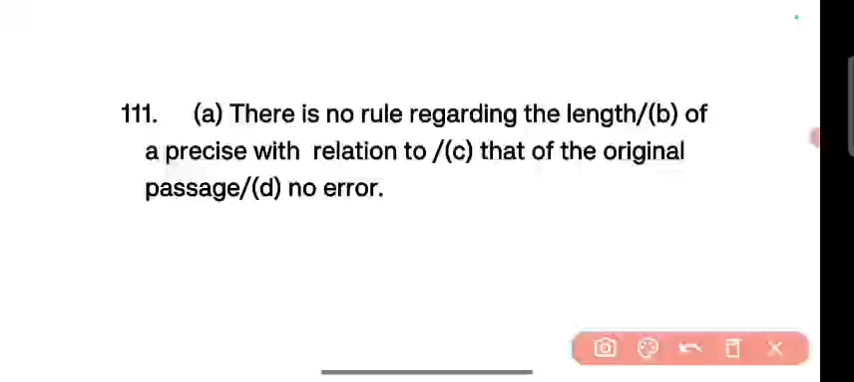 111. (a) There is no rule regarding the length/(b) of
a precise with relation to /(c) that of the original
passage/(d) no error.